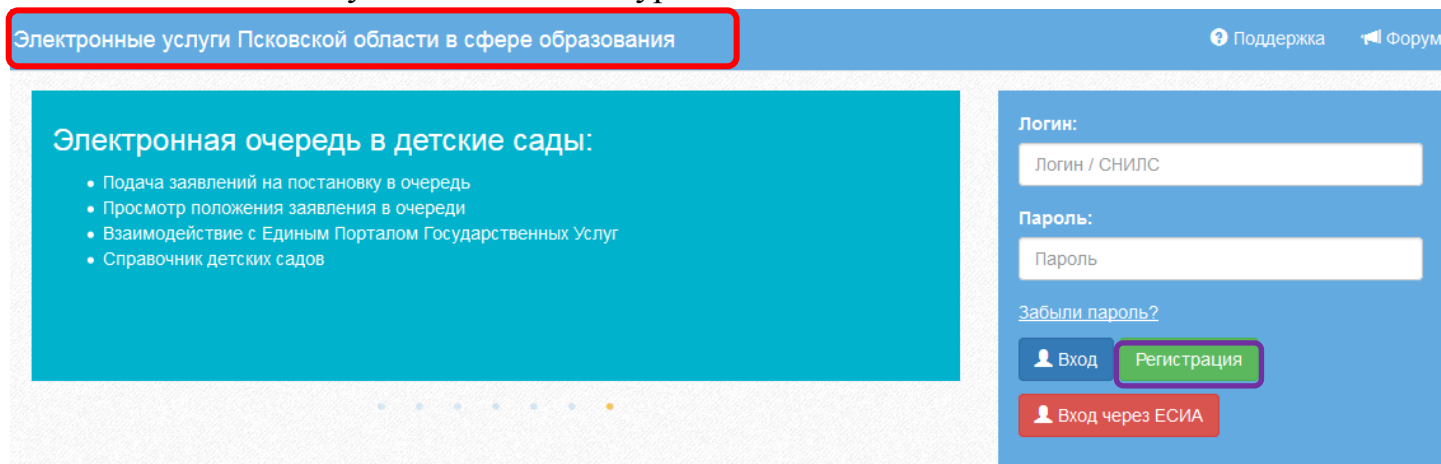 Электронные услуги Псковской области в сфере образования
Поддержка
Форум
Электронная очередь в детские сады:
• Подача заявлений на постановку в очередь
• Просмотр положения заявления в очереди
• Взаимодействие с Единым Порталом Государственных Услуг
• Справочник детских садов
Логин:
Логин / СНИЛС
Пароль:
Пароль
Забыли пароль?
Вход
Регистрация
Вход через ЕСИА